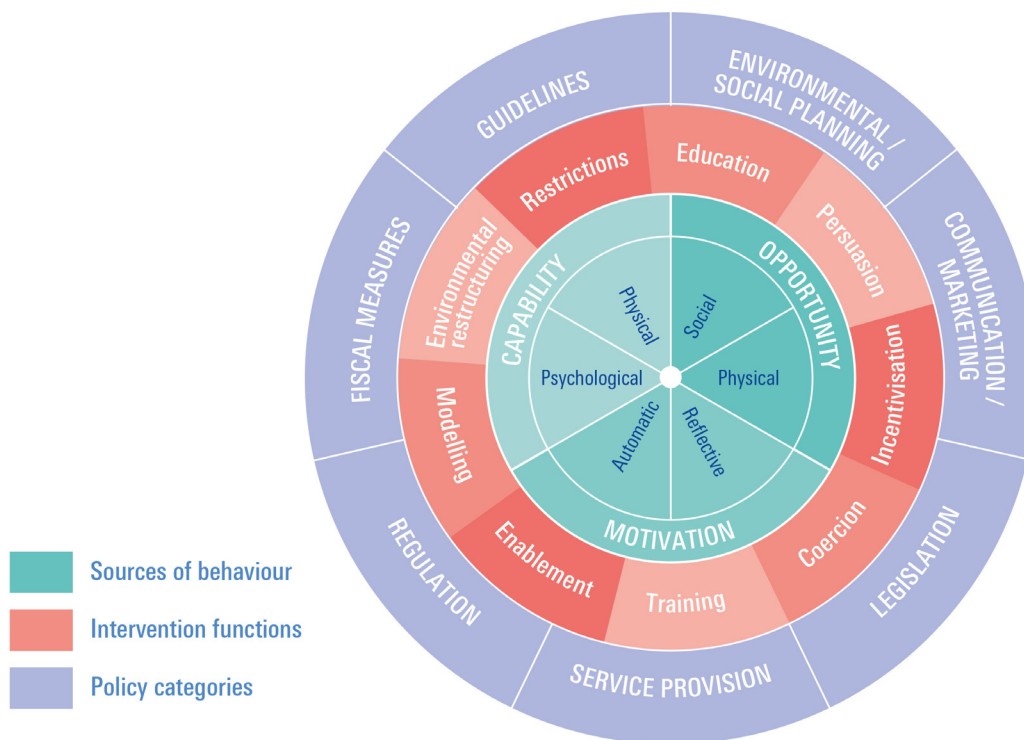 GUIDELINES
ENVIRONMENTAL /
SOCIAL PLANNING
COMMUNICATION /
MARKETING
LEGISLATION
SERVICE PROVISION
REGULATION
FISCAL MEASURES
Restrictions
Education
Persuasion
Incentivisation
Coercion
Training
Enablement
Modelling
Environmental
restructuring
CAPABILITY
OPPORTUNITY
MOTIVATION
Physical
Social
Psychological
Physical
Automatic
Reflective
Sources of behaviour
Intervention functions
Policy categories